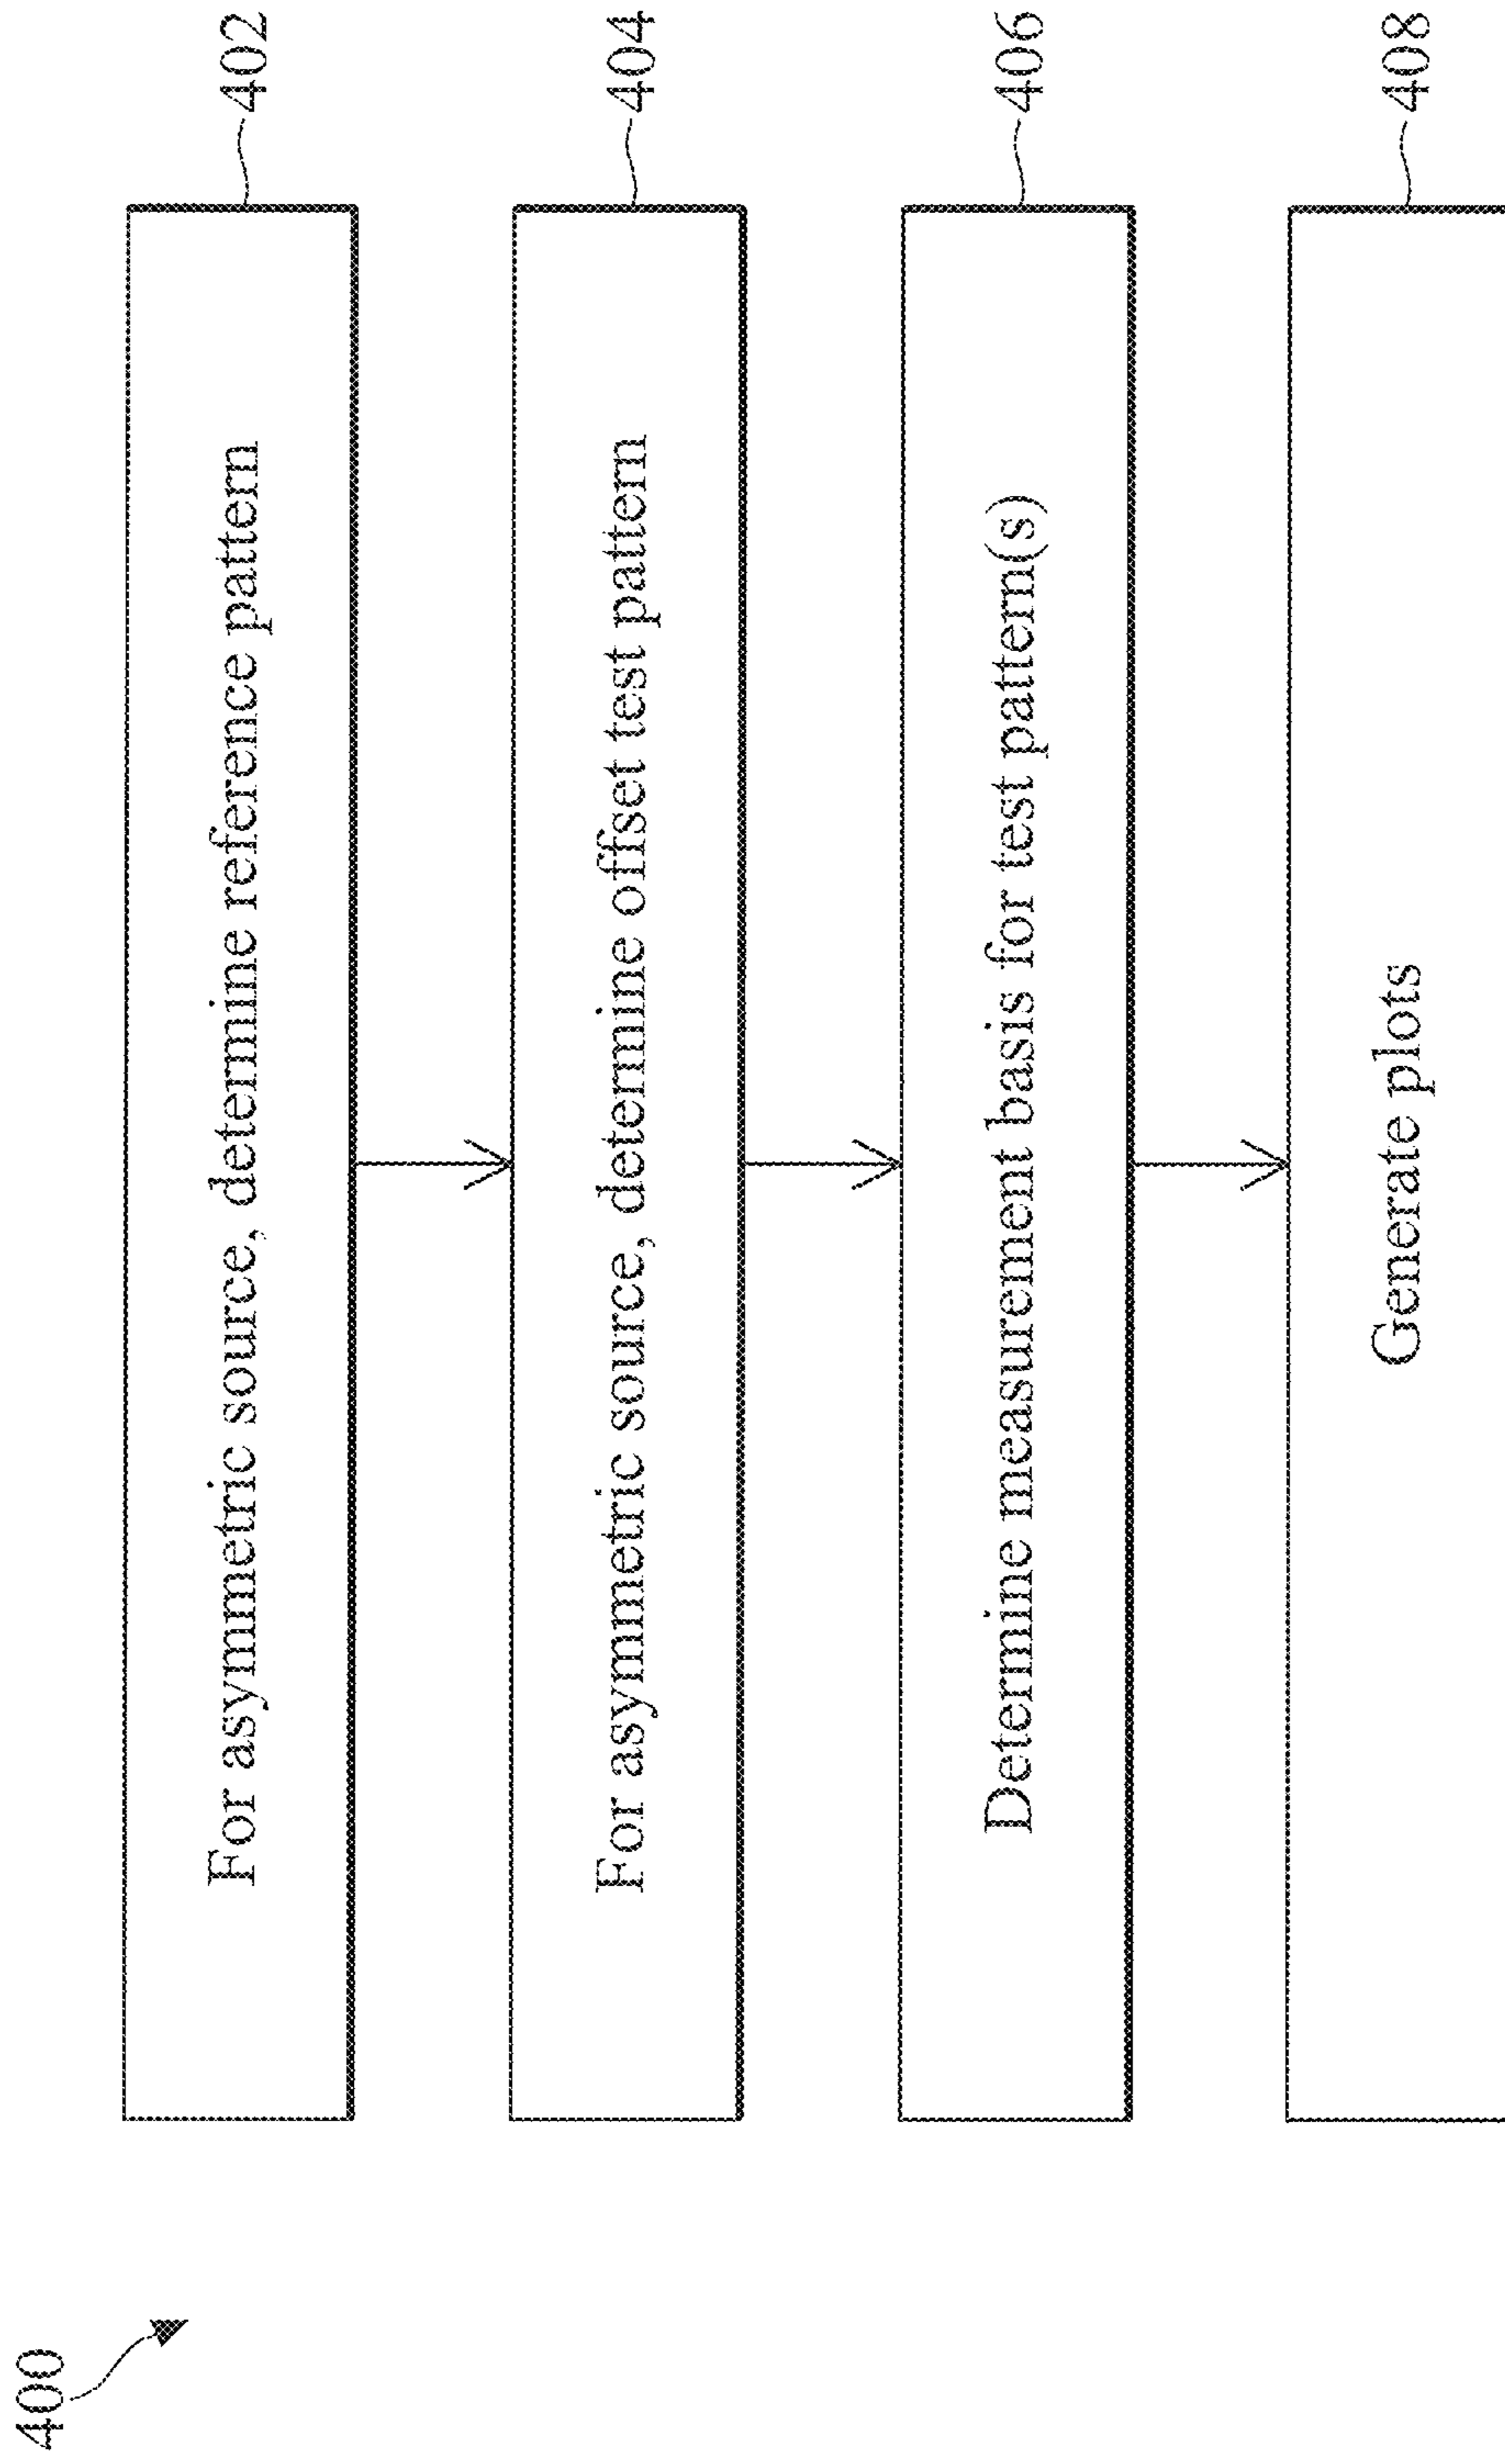 400
For asymmetric source, determine reference pattern
402
For asymmetric source, determine offset test pattern
404
Determine measurement basis for test pattern(s)
406
Generate plots
408